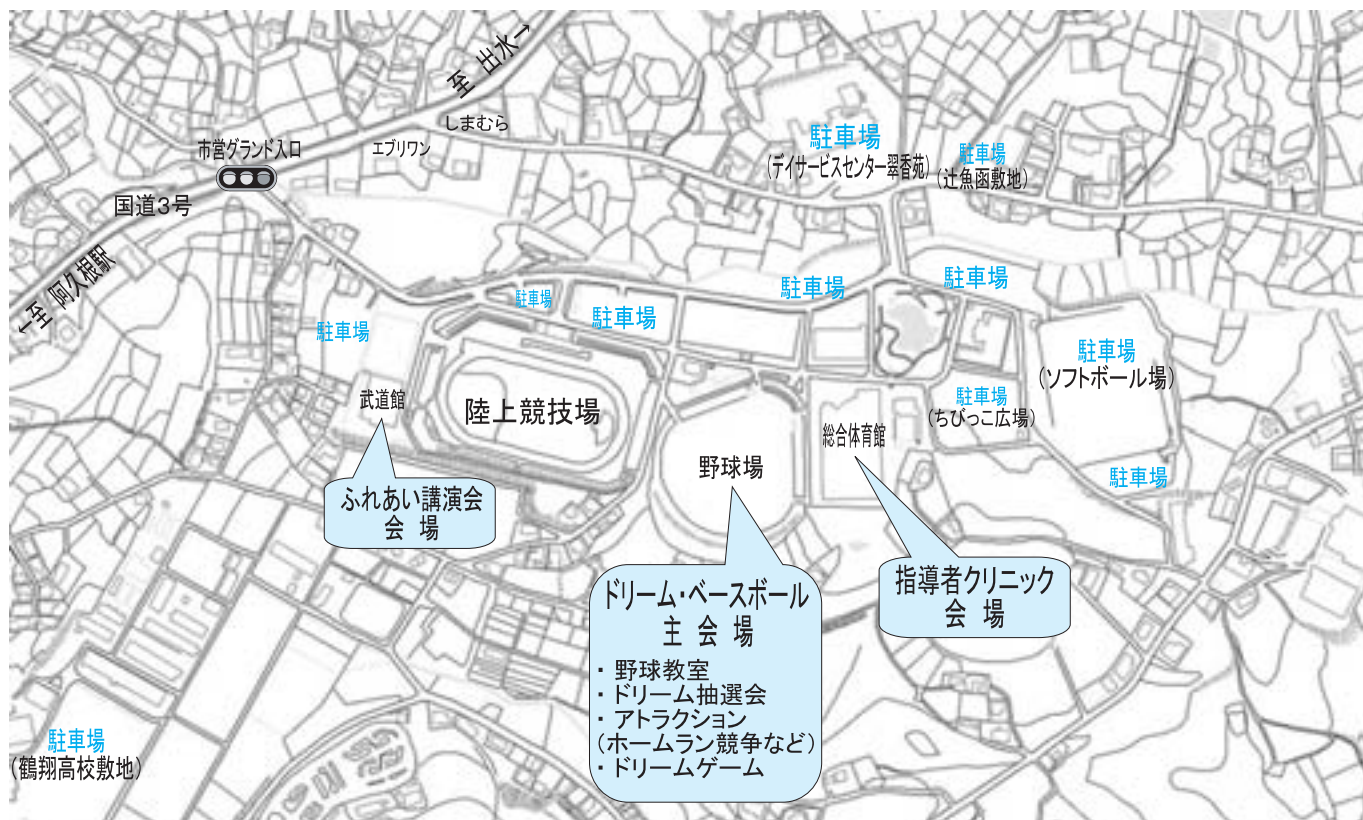 至 出水→
しまむら
市営グランド入口
エブリワン
国道3号
←至 阿久根駅
駐車場
(デイサービスセンター翠香苑)
駐車場
(辻魚函敷地)
駐車場
駐車場
駐車場
駐車場
駐車場
駐車場
(ソフトボール場)
駐車場
(ちびっこ広場)
駐車場
武道館
陸上競技場
野球場
総合体育館
ふれあい講演会
会 場
ドリーム・ベースボール
主 会 場
・ 野球教室
・ ドリーム抽選会
・ アトラクション
(ホームラン競争など)
・ ドリームゲーム
指導者クリニック
会 場
駐車場
(鶴翔高校敷地)